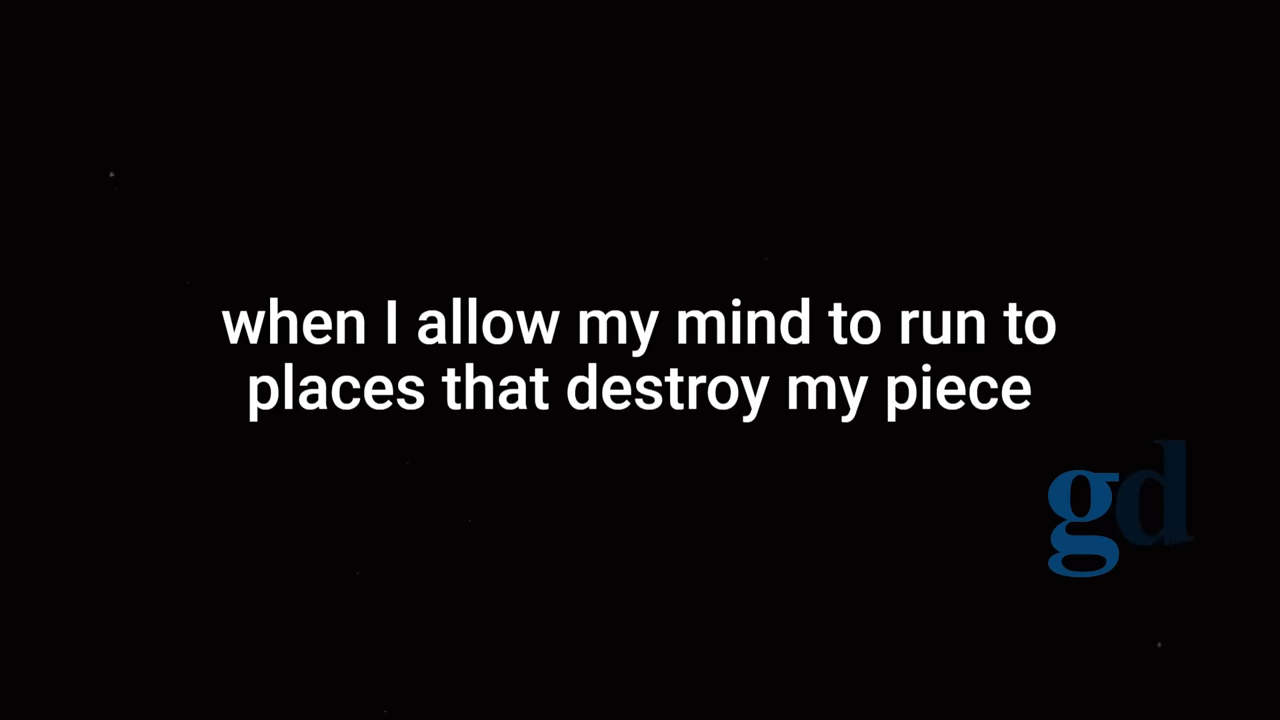 when I allow my mind to run to
places that destroy my piece
gd